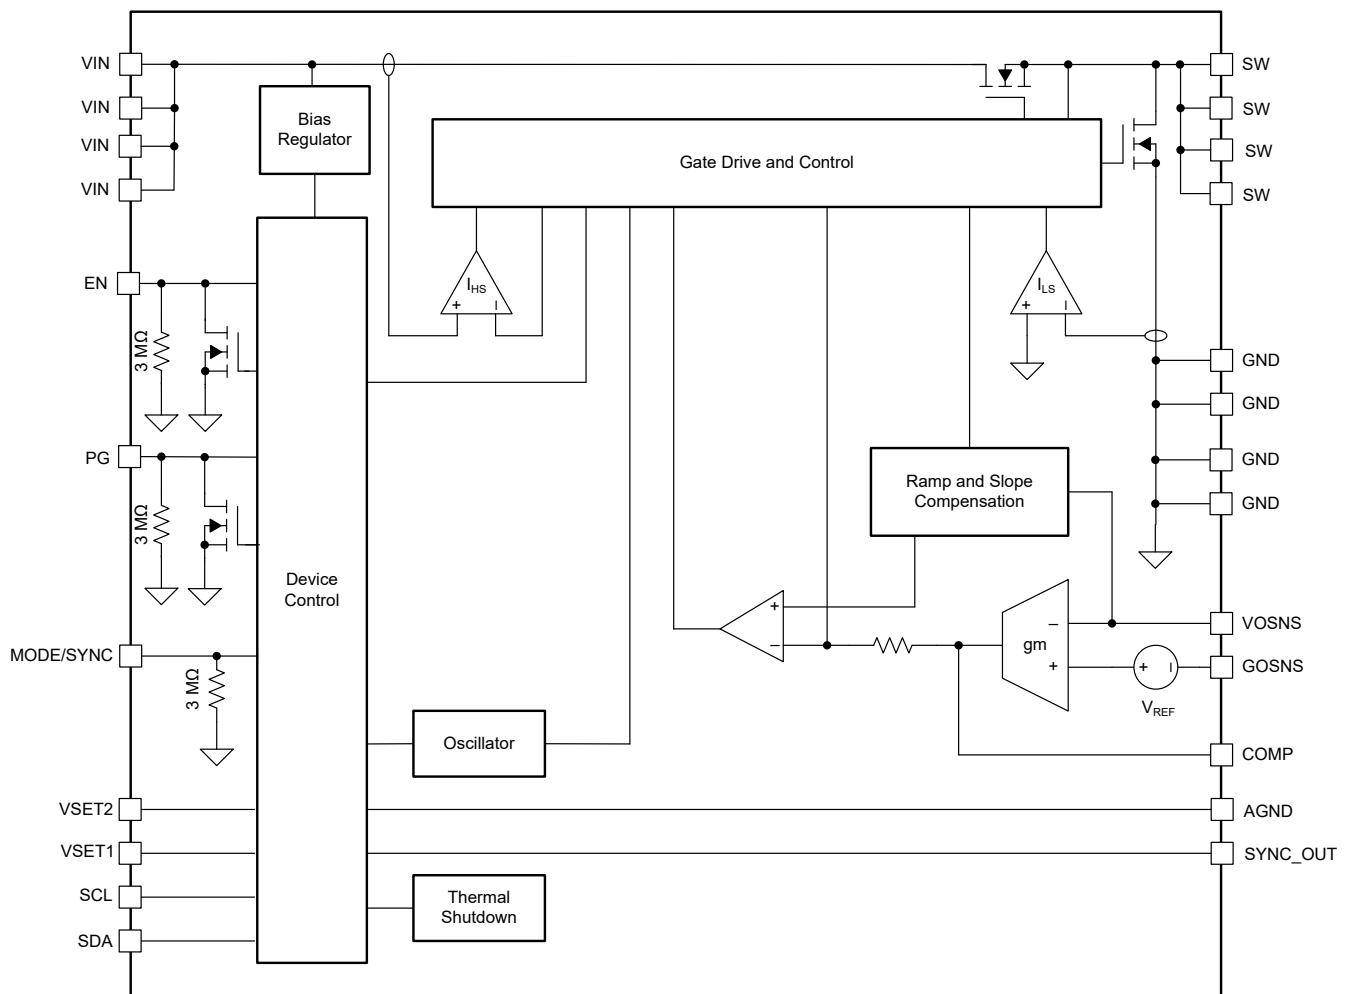 VIN
SW
VIN
SW
VIN
SW
VIN
SW
Bias
Regulator
Gate Drive and Control
EN
3 MΩ
IHS
+
–
ILS
+
–
GND
GND
GND
GND
PG
3 MΩ
Ramp and Slope
Compensation
Device
Control
+
–
gm
–
+
VOSNS
+
–
GOSNS
VREF
MODE/SYNC
3 MΩ
Oscillator
COMP
VSET2
AGND
VSET1
SYNC_OUT
SCL
Thermal
Shutdown
SDA